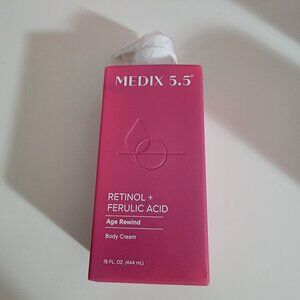 MEDIX 5.5®
RETINOL +
FERULIC ACID
Age Rewind
Body Cream
15 FL. OZ. (444 mL)